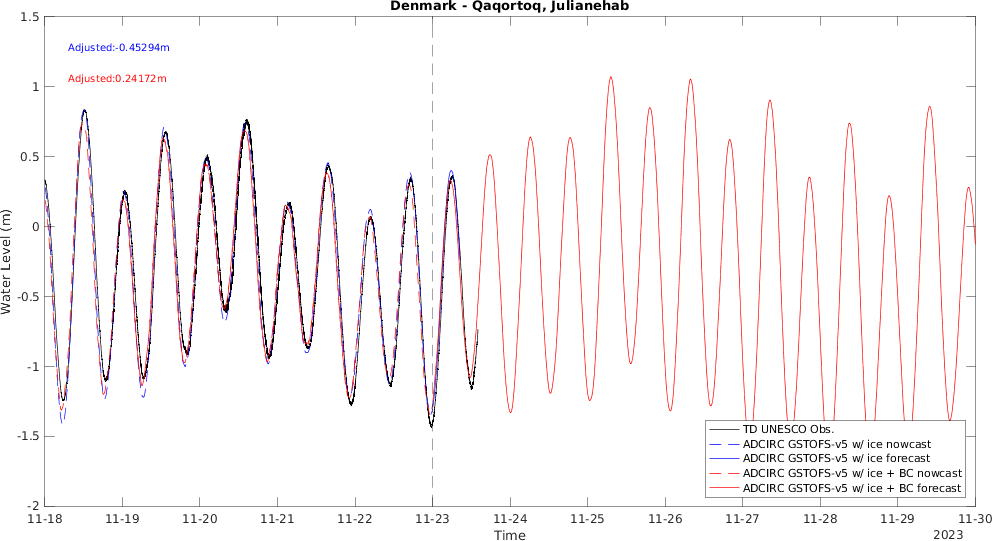 Denmark - Qaqortoq, Julianehab
1.5
Adjusted:-0.45294m
Adjusted:0.24172m
1
0.5
0
-0.5
-1
-1.5
-2
Water Level (m)
TD UNESCO Obs.
ADCIRC GSTOFS-v5 w/ ice nowcast
ADCIRC GSTOFS-v5 w/ ice forecast
ADCIRC GSTOFS-v5 w/ ice + BC nowcast
ADCIRC GSTOFS-v5 w/ ice + BC forecast
11-18 11-19 11-20 11-21 11-22 11-23 11-24 11-25 11-26 11-27 11-28 11-29 11-30
Time
2023